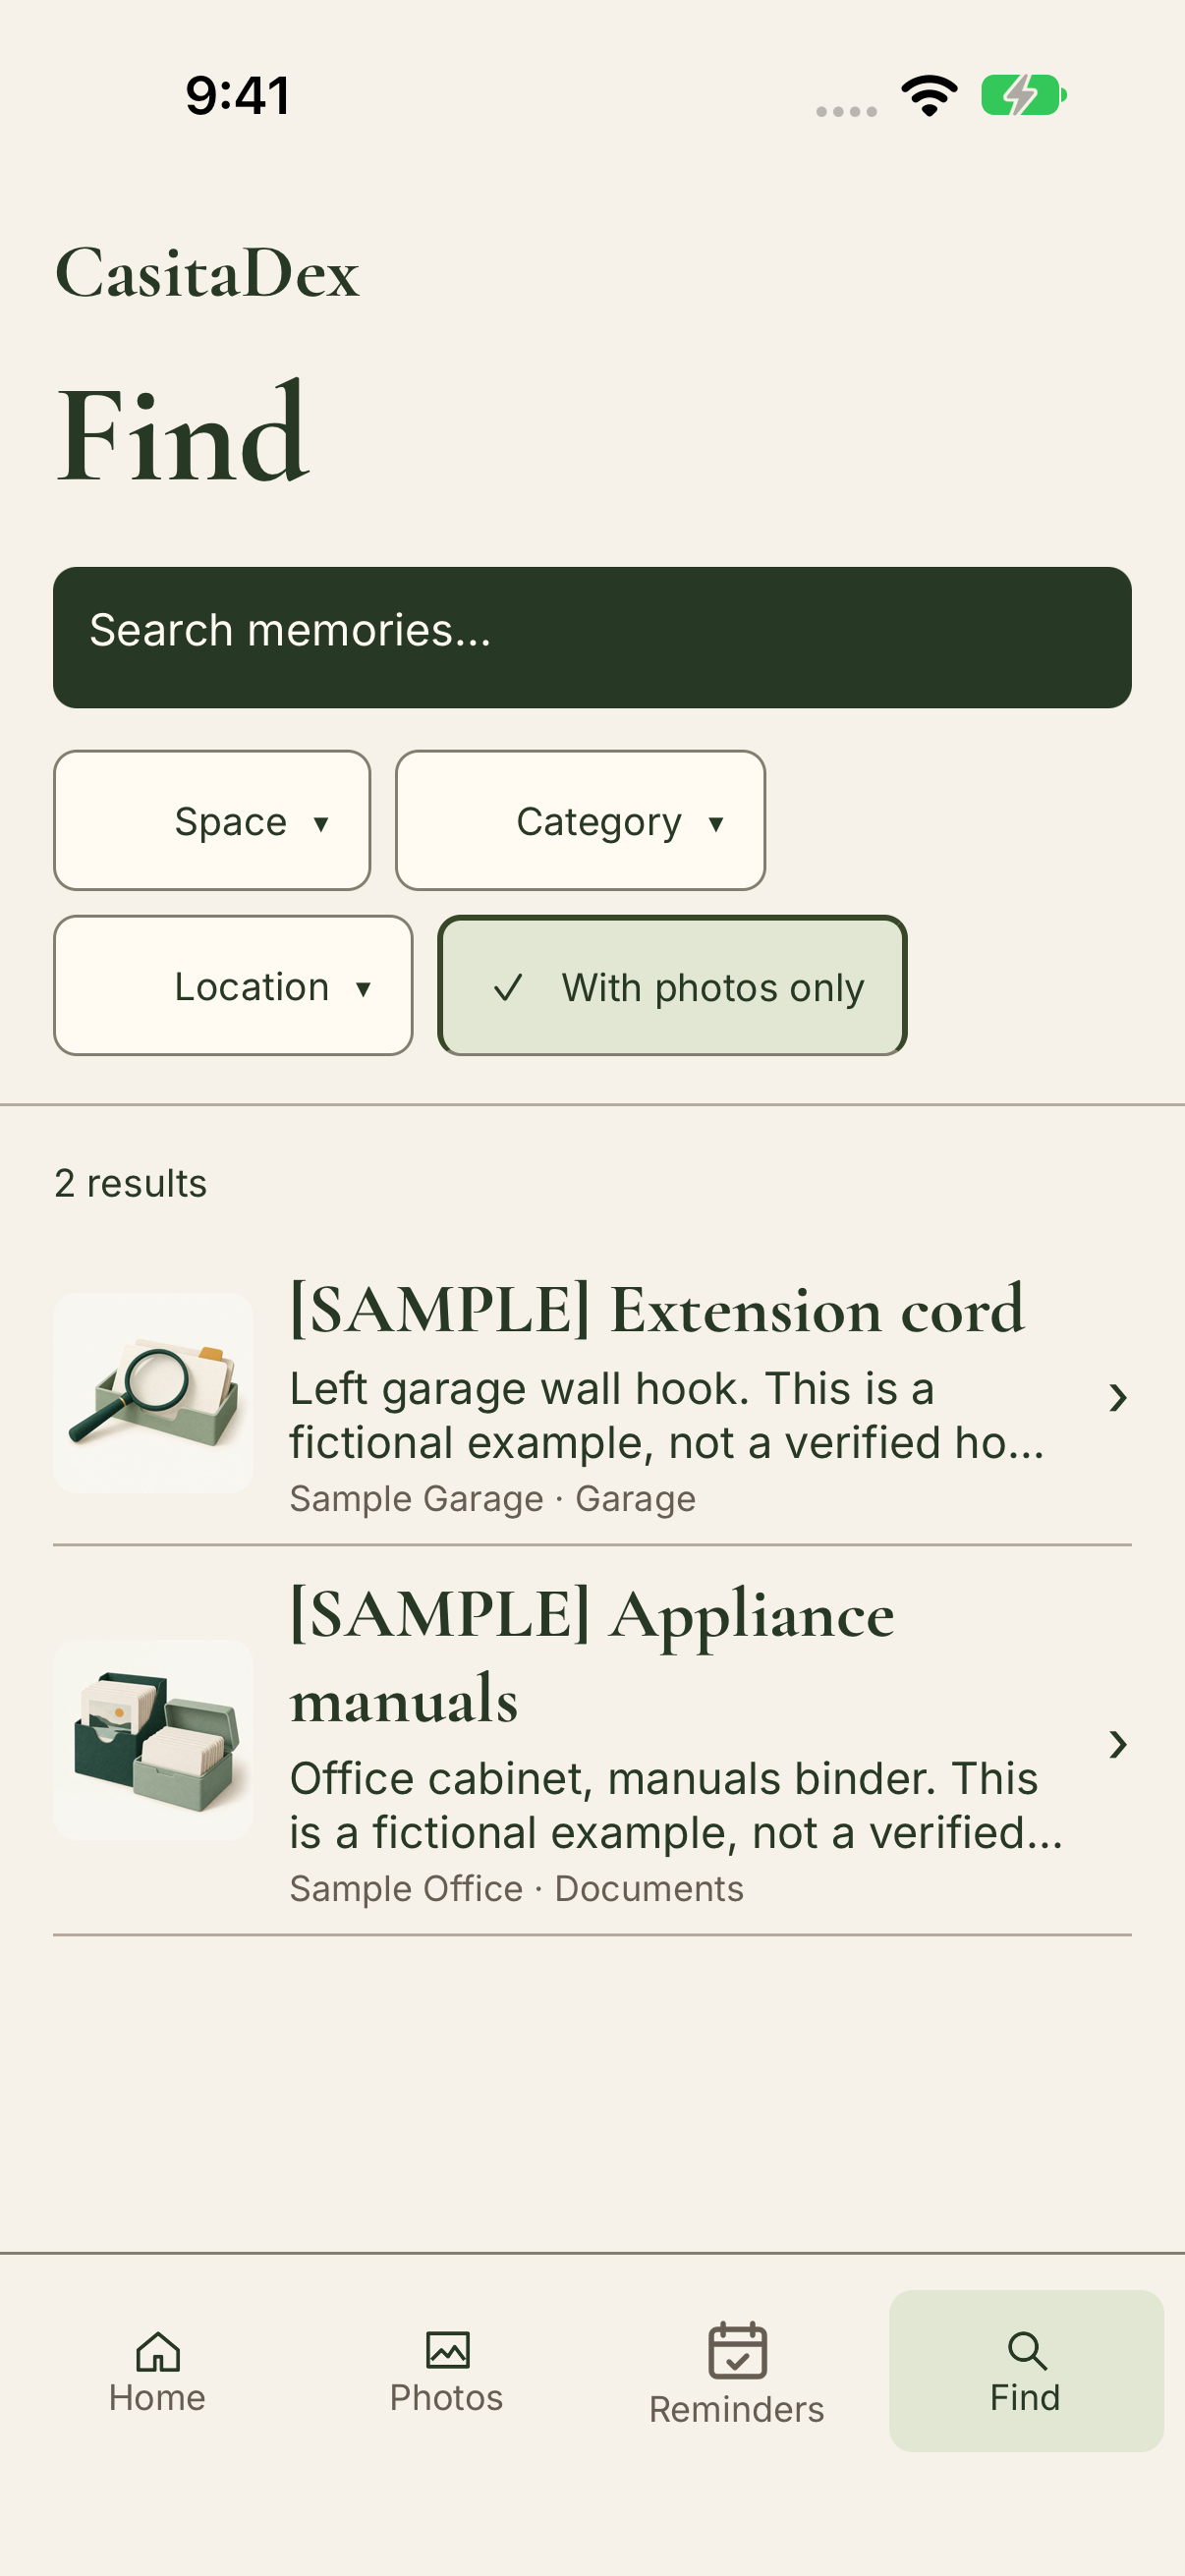 9:41
CasitaDex
Find
Search memories...
Space ▾
Category ▾
Location ▾
✓ With photos only
2 results
[SAMPLE] Extension cord
Left garage wall hook. This is a
fictional example, not a verified ho...
Sample Garage · Garage
[SAMPLE] Appliance
manuals
Office cabinet, manuals binder. This
is a fictional example, not a verified...
Sample Office · Documents
Home
Photos
Reminders
Find